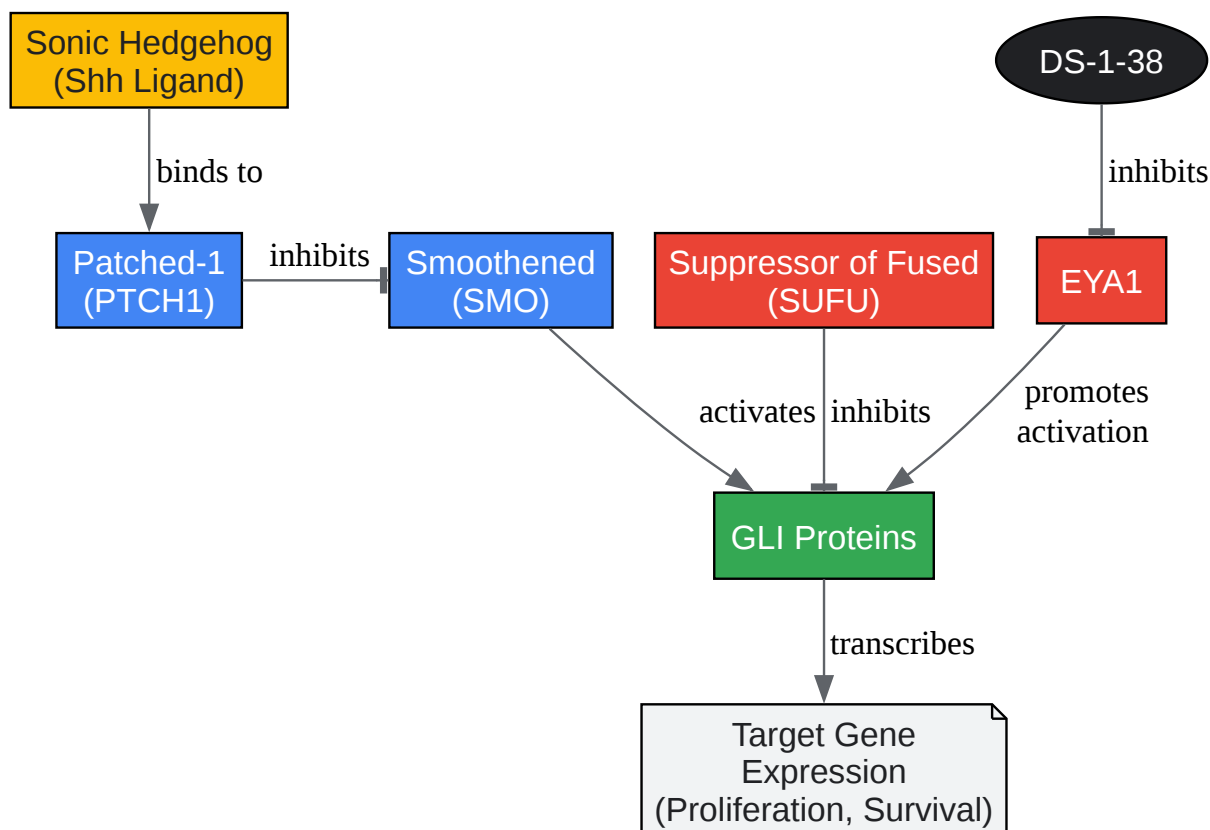 Sonic Hedgehog
(Shh Ligand)
DS-1-38
binds to
inhibits
Patched-1
(PTCH1)
inhibits
Smoothened
(SMO)
Suppressor of Fused
(SUFU)
EYA1
activates
inhibits
promotes
activation
GLI Proteins
transcribes
Target Gene
Expression
(Proliferation, Survival)